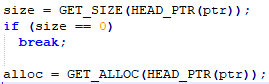 size = GET_SIZE(HEAD_PTR(ptr));
if (size == 0)
break;
alloc = GET_ALLOC(HEAD_PTR(ptr));